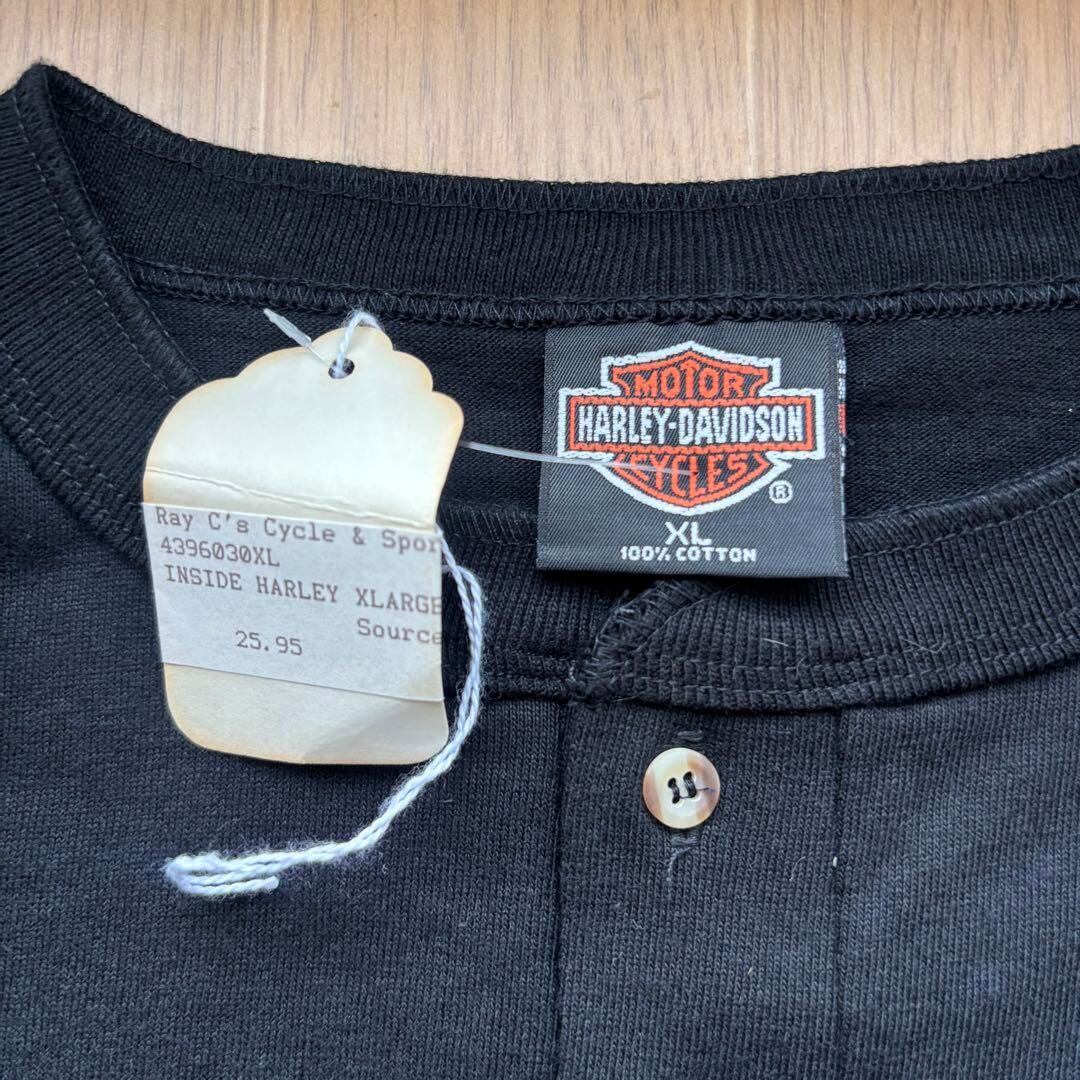 Ray C's Cycle & Spor
4396030XL
INSIDE HARLEY XLARGE
Source
25.95
MOTOR
HARLEY-DAVIDSON
CYCLES
®
XL
100% COTTON